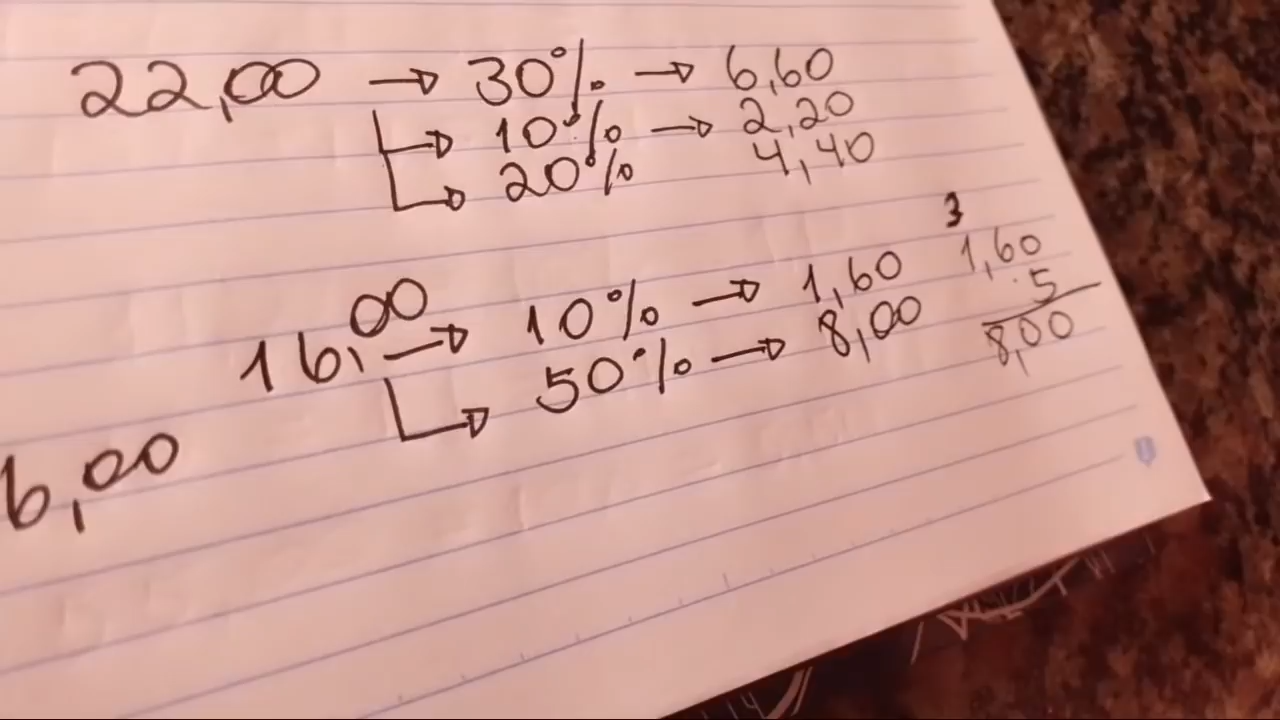 22,00 → 30% → 6,60
→ 10% → 2,20
→ 20% 4,40
3
16,00 → 10% → 1,60 1,60
→ 50% → 8,00 .5
8,00
6,00